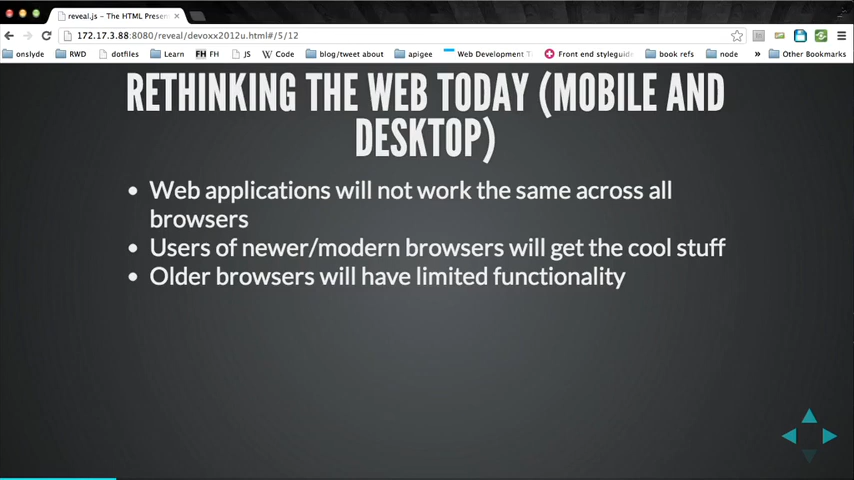 reveal.js – The HTML Presen
172.17.3.88:8080/reveal/devoxx2012u.html#/5/12
onslyde RWD dotfiles Learn FH FH JS W Code blog/tweet about apigee Web Development T Front end styleguid book refs node » Other Bookmarks
RETHINKING THE WEB TODAY (MOBILE AND
DESKTOP)
• Web applications will not work the same across all
browsers
• Users of newer/modern browsers will get the cool stuff
• Older browsers will have limited functionality